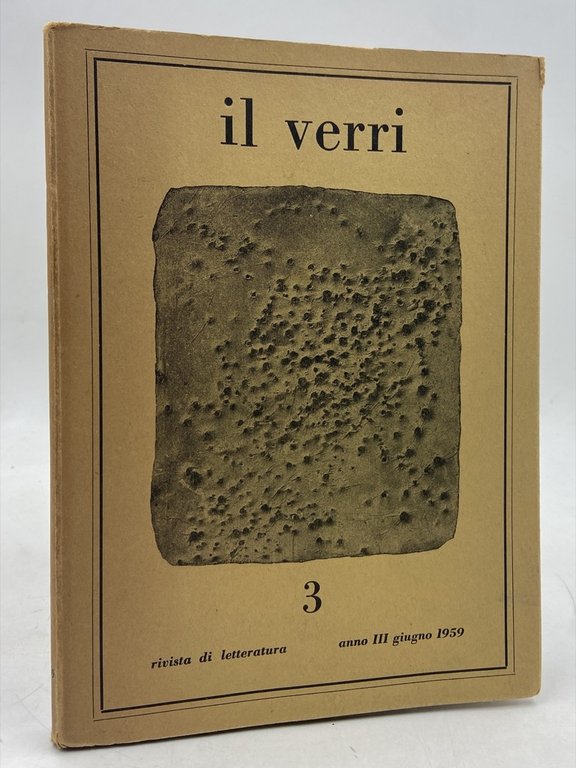 il verri
3
rivista di letteratura anno III giugno 1959